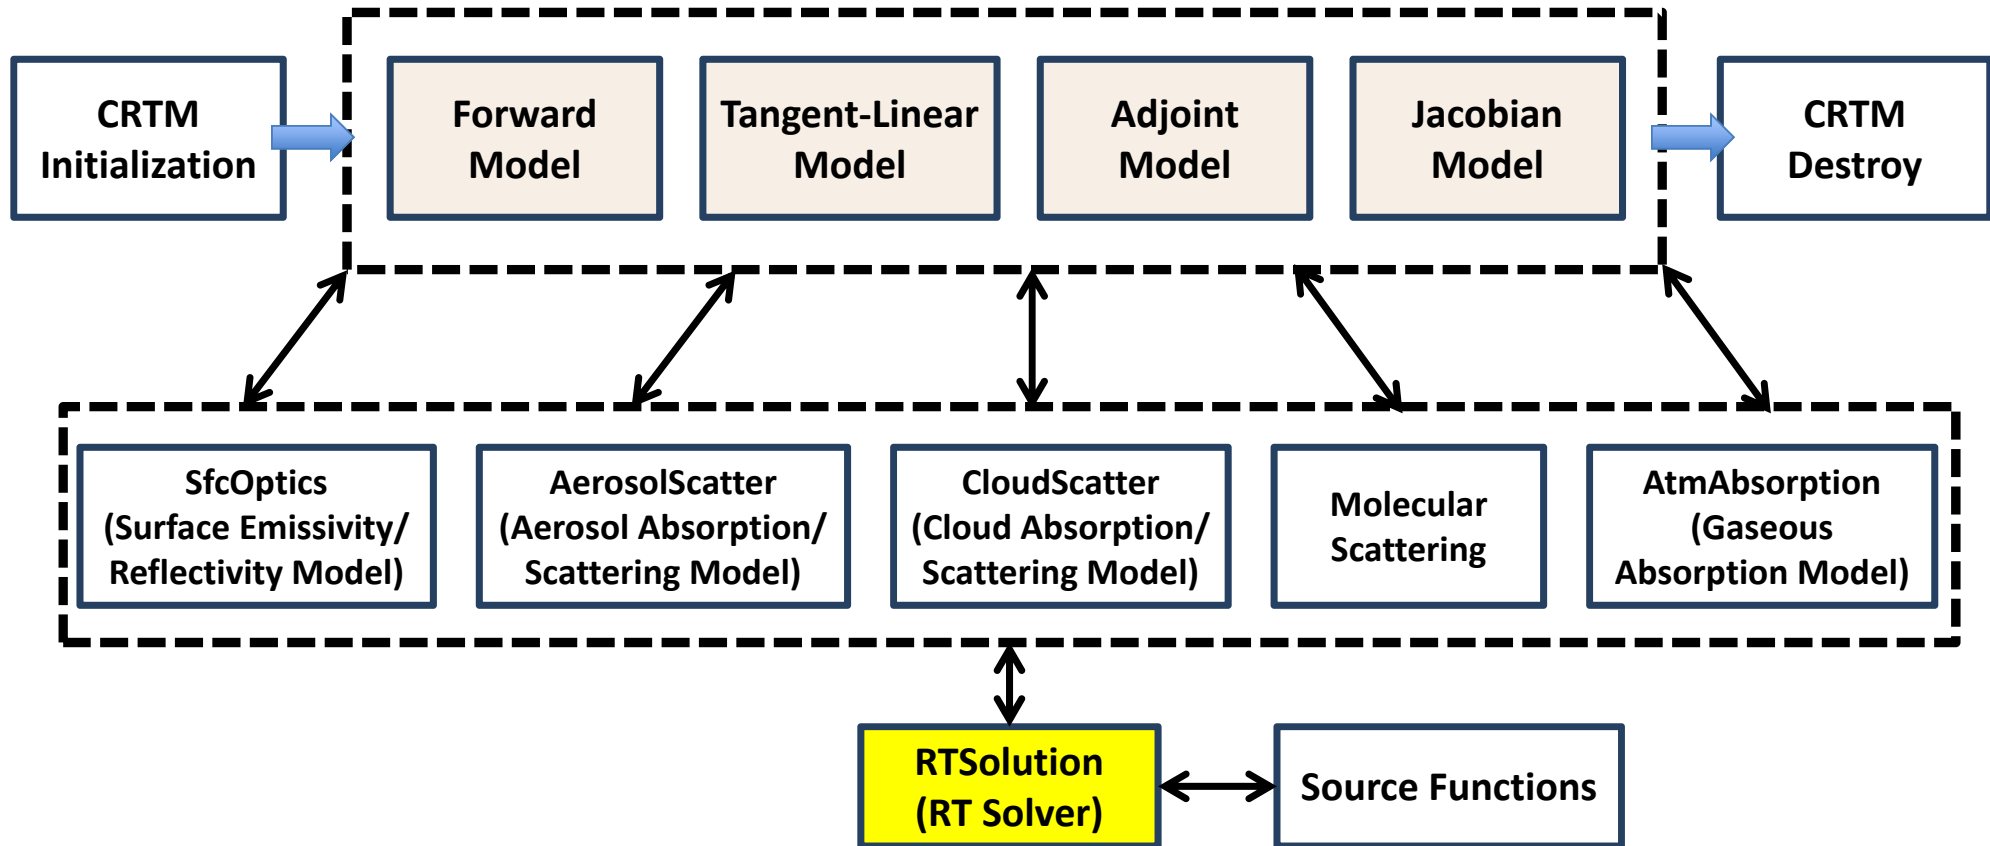 CRTM
Initialization
Forward
Model
Tangent-Linear
Model
Adjoint
Model
Jacobian
Model
CRTM
Destroy
SfcOptics
(Surface Emissivity/
Reflectivity Model)
AerosolScatter
(Aerosol Absorption/
Scattering Model)
CloudScatter
(Cloud Absorption/
Scattering Model)
Molecular
Scattering
AtmAbsorption
(Gaseous
Absorption Model)
RTSolution
(RT Solver)
Source Functions